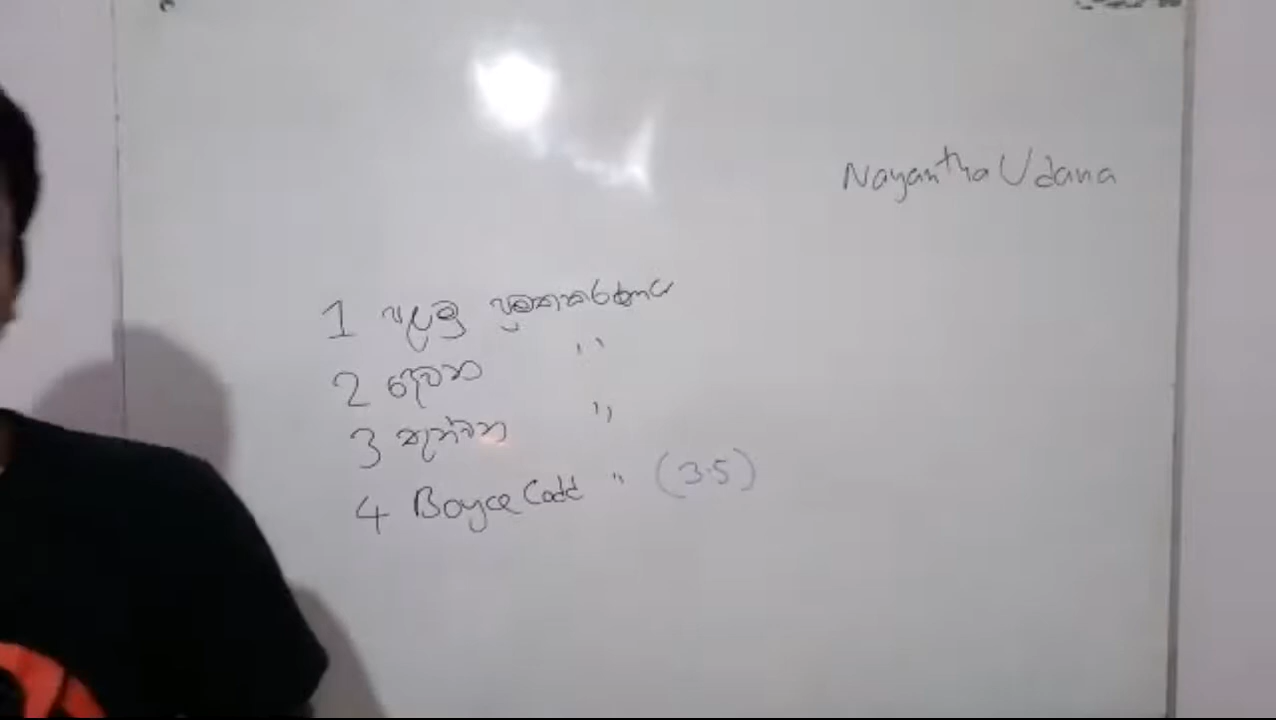 Nayantha Udana
1 පළමු ප්‍රමතකරණය
2 දෙවන ''
3 තුන්වන ''
4 Boyce Codd '' (3.5)